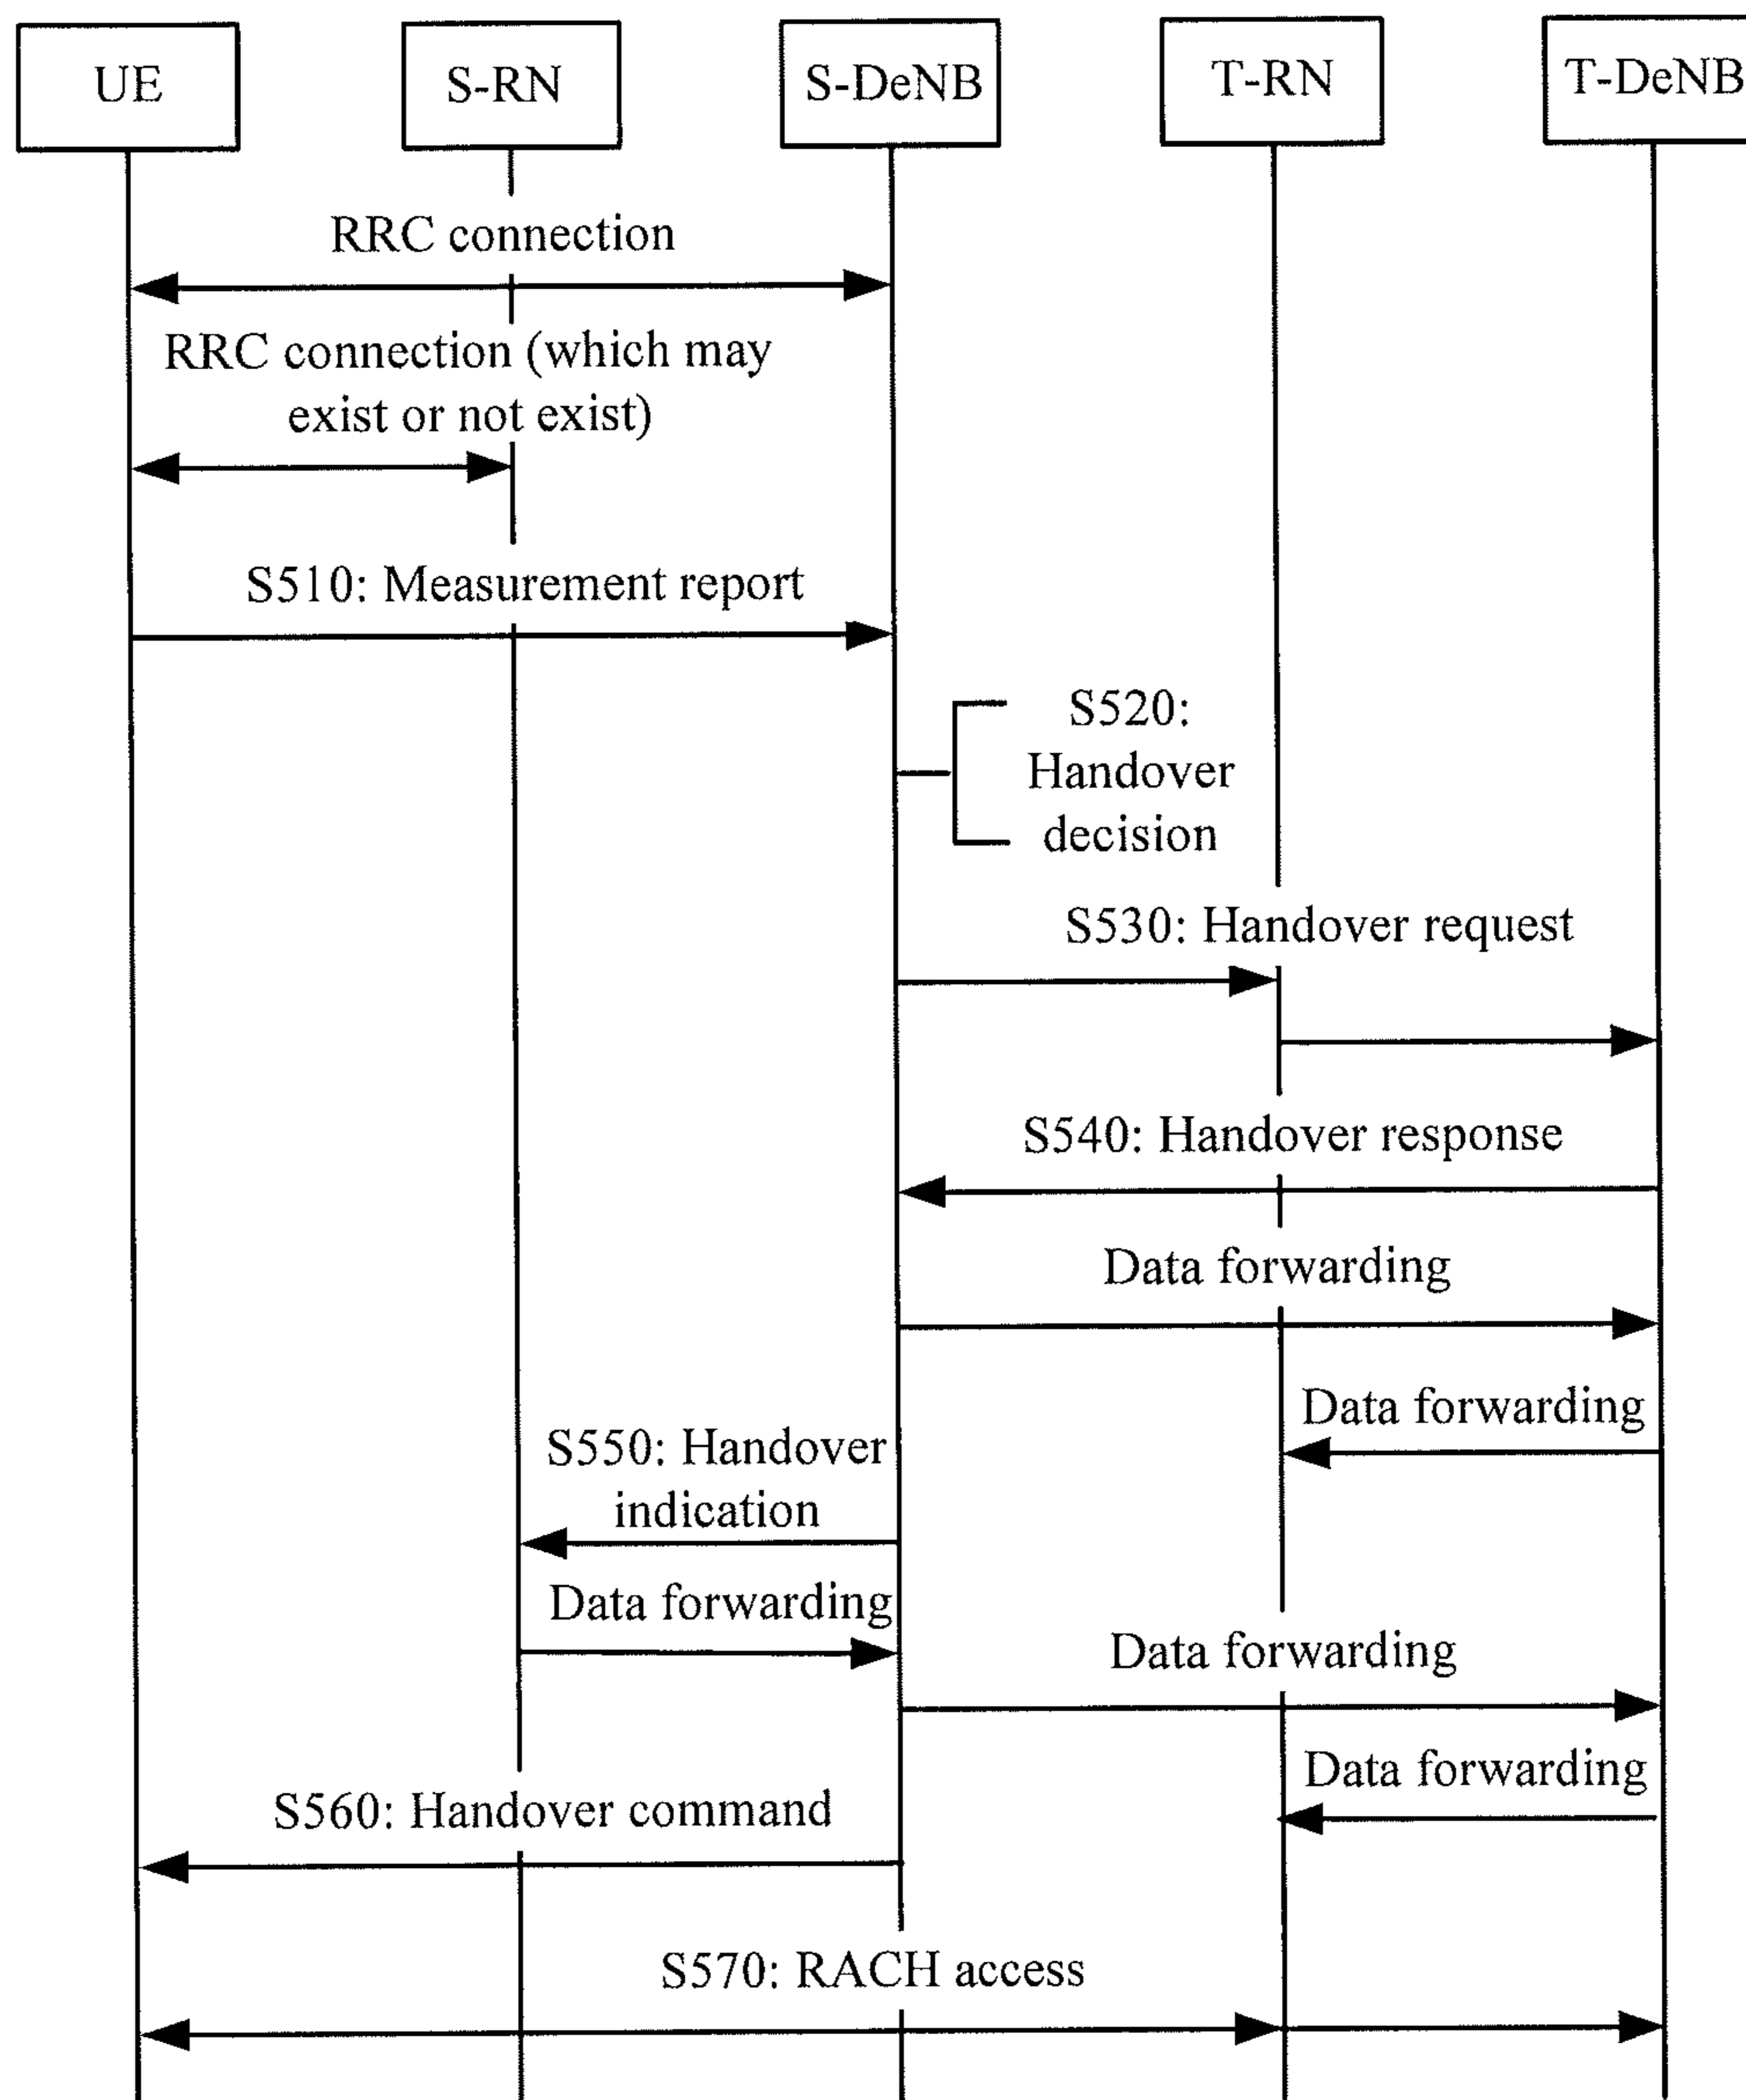 UE
S-RN
S-DeNB
T-RN
T-DeNB
RRC connection
RRC connection (which may
exist or not exist)
S510: Measurement report
S520:
Handover
decision
S530: Handover request
S540: Handover response
Data forwarding
Data forwarding
S550: Handover
indication
Data forwarding
Data forwarding
Data forwarding
S560: Handover command
S570: RACH access